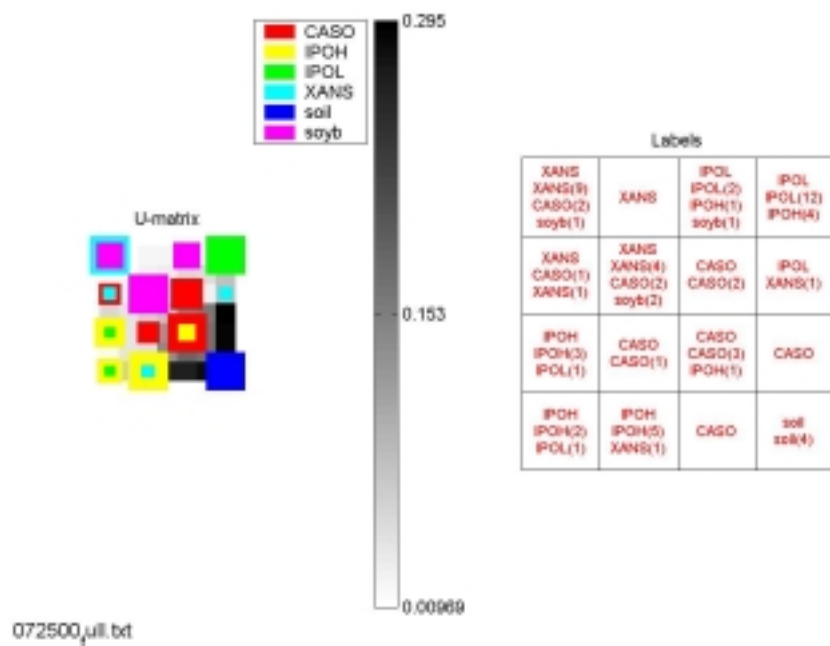 CASO
IPOH
IPOL
XANS
soil
soyb
0.295
0.153
0.00969
U-matrix
Labels
XANS
XANS(9)
CASO(2)
soyb(1)
XANS
IPOL
IPOL(2)
IPOH(1)
soyb(1)
IPOL
IPOL(12)
IPOH(4)
XANS
CASO(1)
XANS(1)
XANS
XANS(4)
CASO(2)
soyb(2)
CASO
CASO(2)
IPOL
XANS(1)
IPOH
IPOH(3)
IPOL(1)
CASO
CASO(1)
CASO
CASO(3)
IPOH(1)
CASO
IPOH
IPOH(2)
IPOL(1)
IPOH
IPOH(5)
XANS(1)
CASO
soil
soil(4)
072500full.txt